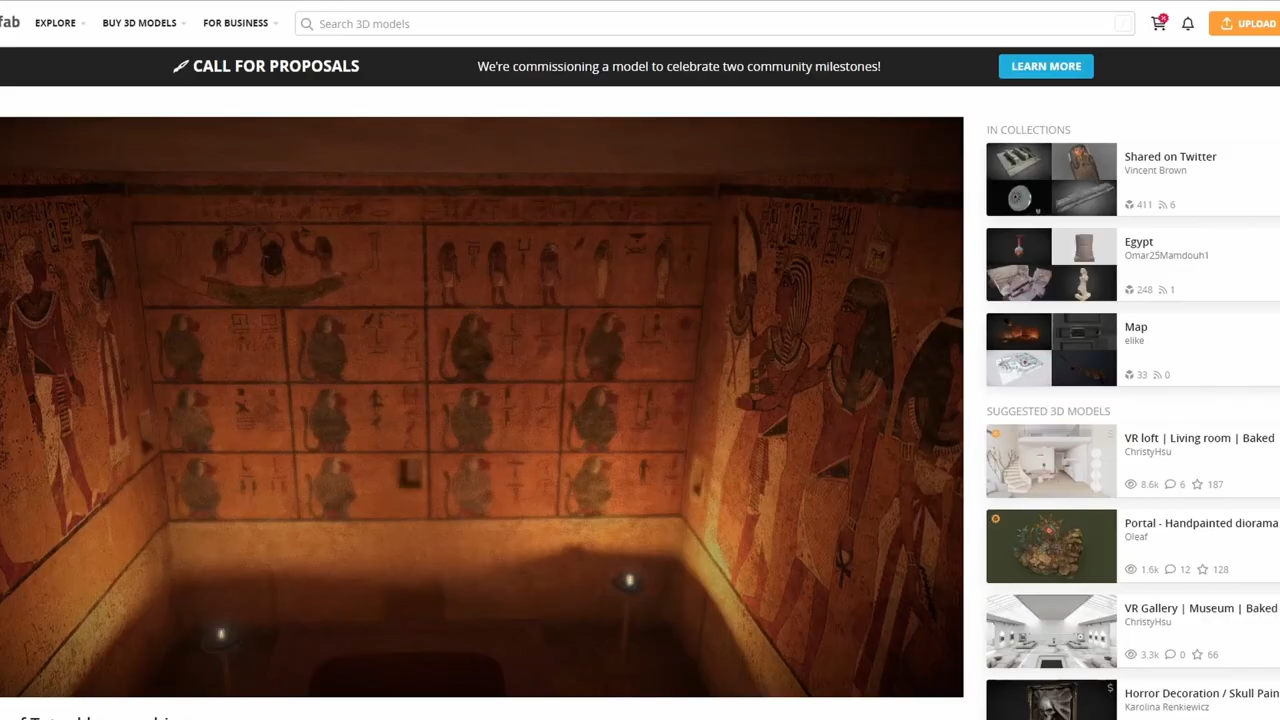 fab
EXPLORE
BUY 3D MODELS
FOR BUSINESS
Search 3D models
UPLOAD
CALL FOR PROPOSALS
We're commissioning a model to celebrate two community milestones!
LEARN MORE
IN COLLECTIONS
Shared on Twitter
Vincent Brown
411 6
Egypt
Omar25Mamdouh1
248 1
Map
elike
33 0
SUGGESTED 3D MODELS
VR loft | Living room | Baked
ChristyHsu
8.6k 6 187
Portal - Handpainted diorama
Oleaf
1.6k 12 128
VR Gallery | Museum | Baked
ChristyHsu
3.3k 0 66
Horror Decoration / Skull Pain
Karolina Renkiewicz